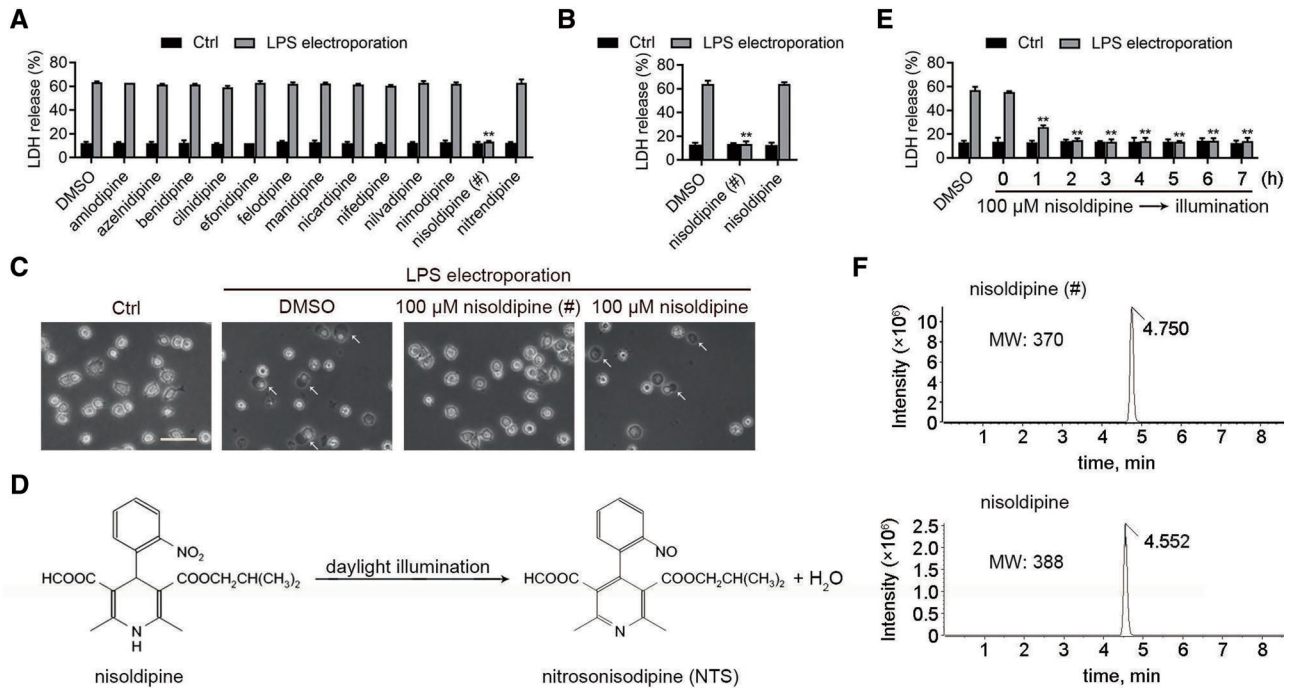 A
Ctrl
LPS electroporation
LDH release (%)
80
60
40
20
0
**
DMSO
amlodipine
azelnidipine
benidipine
cilnidipine
efonidipine
felodipine
manidipine
nicardipine
nifedipine
nilvadipine
nimodipine
nisoldipine (#)
nitrendipine
B
Ctrl
LPS electroporation
LDH release (%)
80
60
40
20
0
**
DMSO
nisoldipine (#)
nisoldipine
E
Ctrl
LPS electroporation
LDH release (%)
80
60
40
20
0
** ** ** ** ** ** **
DMSO
0 1 2 3 4 5 6 7 (h)
100 μM nisoldipine → illumination
C
LPS electroporation
Ctrl
DMSO
100 μM nisoldipine (#)
100 μM nisoldipine
D
NO₂
HCOOC
COOCH₂CH(CH₃)₂
N
H
nisoldipine
daylight illumination
NO
HCOOC
COOCH₂CH(CH₃)₂ + H₂O
N
nitrosonisodipine (NTS)
F
nisoldipine (#)
MW: 370
4.750
Intensity (×10⁶)
10
8
6
4
2
0
1 2 3 4 5 6 7 8
time, min
nisoldipine
MW: 388
4.552
Intensity (×10⁶)
2.5
2.0
1.5
1.0
0.5
0
1 2 3 4 5 6 7 8
time, min